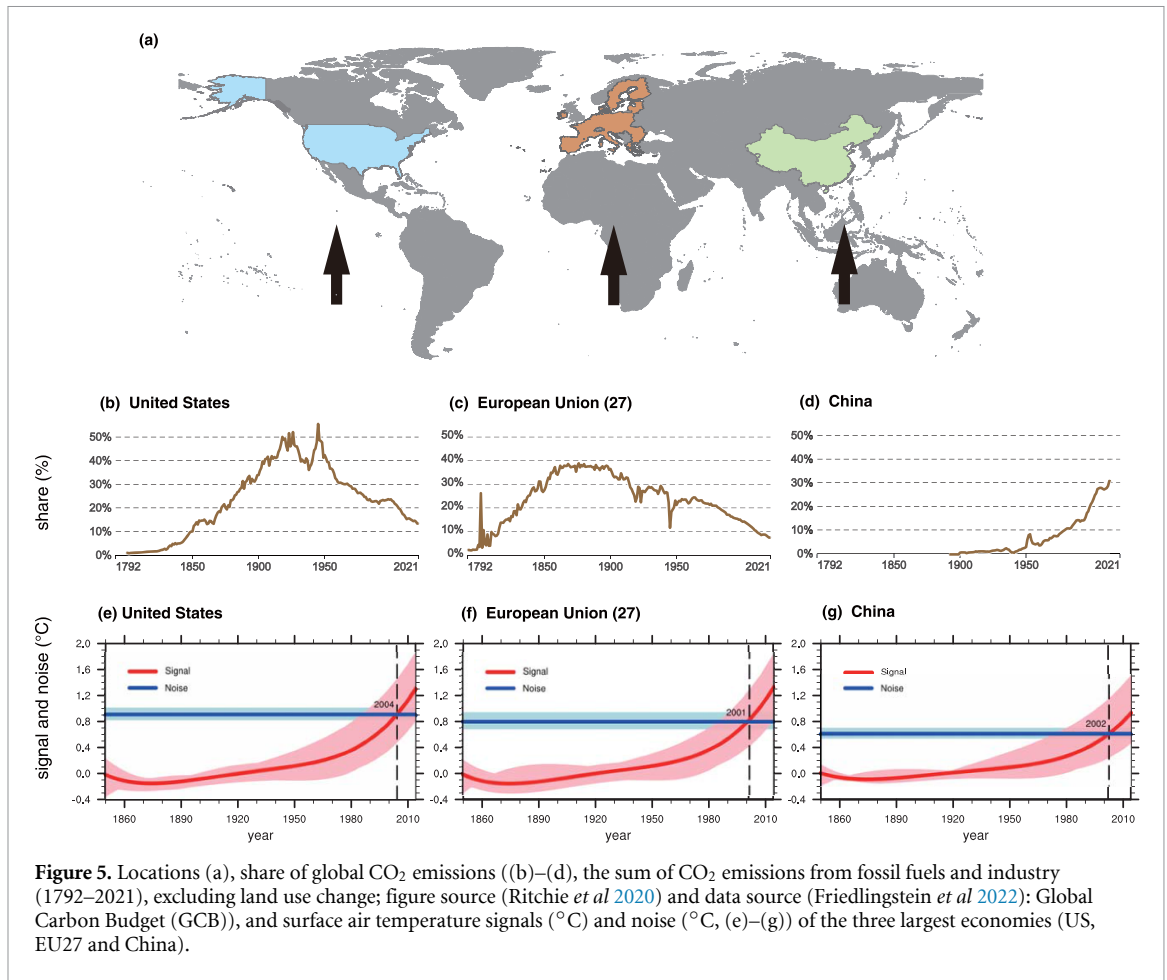 (a)
(b) United States
(c) European Union (27)
(d) China
share (%)
50%
40%
30%
20%
10%
0%
1792 1850 1900 1950 2021
50%
40%
30%
20%
10%
0%
1792 1850 1900 1950 2021
50%
40%
30%
20%
10%
0%
1792 1850 1900 1950 2021
(e) United States
(f) European Union (27)
(g) China
signal and noise (°C)
2,0
1,6
1,2
0,8
0,4
0,0
-0,4
Signal
Noise
2004
1860 1890 1920 1950 1980 2010
year
2,0
1,6
1,2
0,8
0,4
0,0
-0,4
Signal
Noise
2001
1860 1890 1920 1950 1980 2010
year
2,0
1,6
1,2
0,8
0,4
0,0
-0,4
Signal
Noise
2002
1860 1890 1920 1950 1980 2010
year
Figure 5. Locations (a), share of global CO₂ emissions ((b)–(d), the sum of CO₂ emissions from fossil fuels and industry
(1792–2021), excluding land use change; figure source (Ritchie et al 2020) and data source (Friedlingstein et al 2022): Global
Carbon Budget (GCB)), and surface air temperature signals (°C) and noise (°C, (e)–(g)) of the three largest economies (US,
EU27 and China).